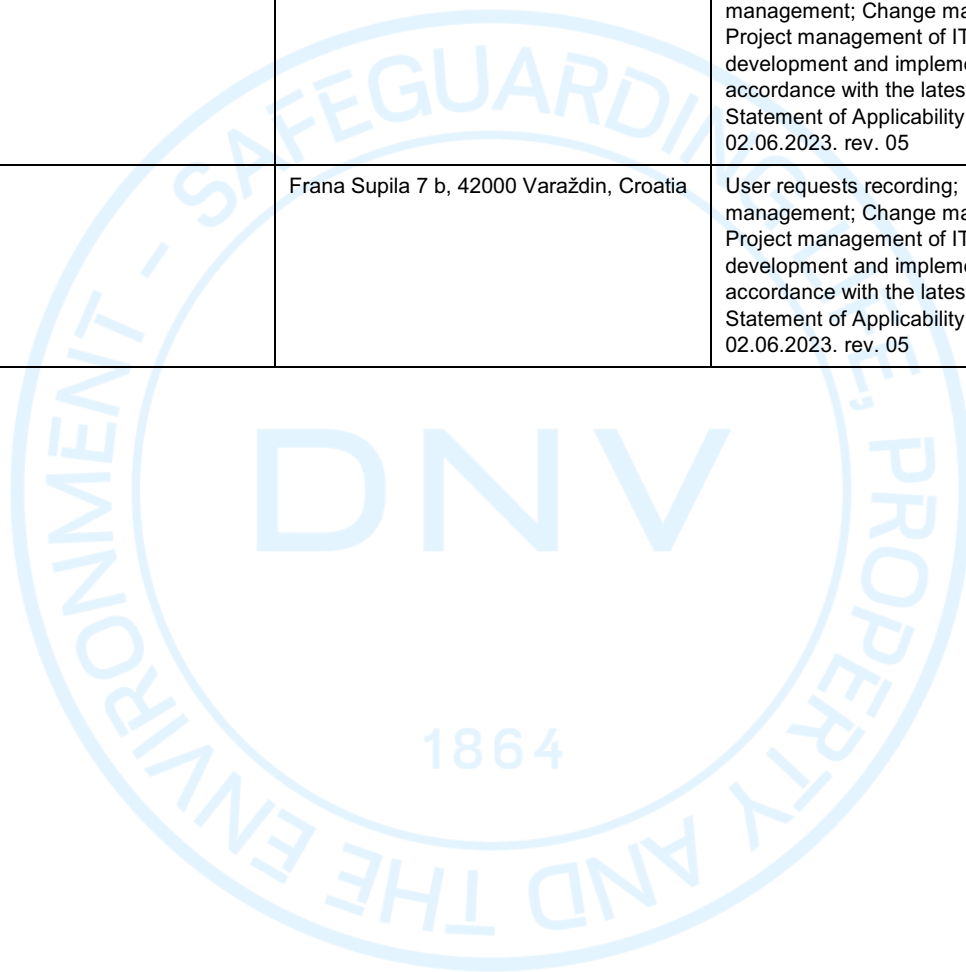 management; Change ma
Project management of IT
development and impleme
accordance with the lates
Statement of Applicability
02.06.2023. rev. 05
Frana Supila 7 b, 42000 Varaždin, Croatia
User requests recording;
management; Change ma
Project management of IT
development and impleme
accordance with the lates
Statement of Applicability
02.06.2023. rev. 05
SAFEGUARDING LIFE, PROPERTY AND THE ENVIRONMENT -
DNV
1864